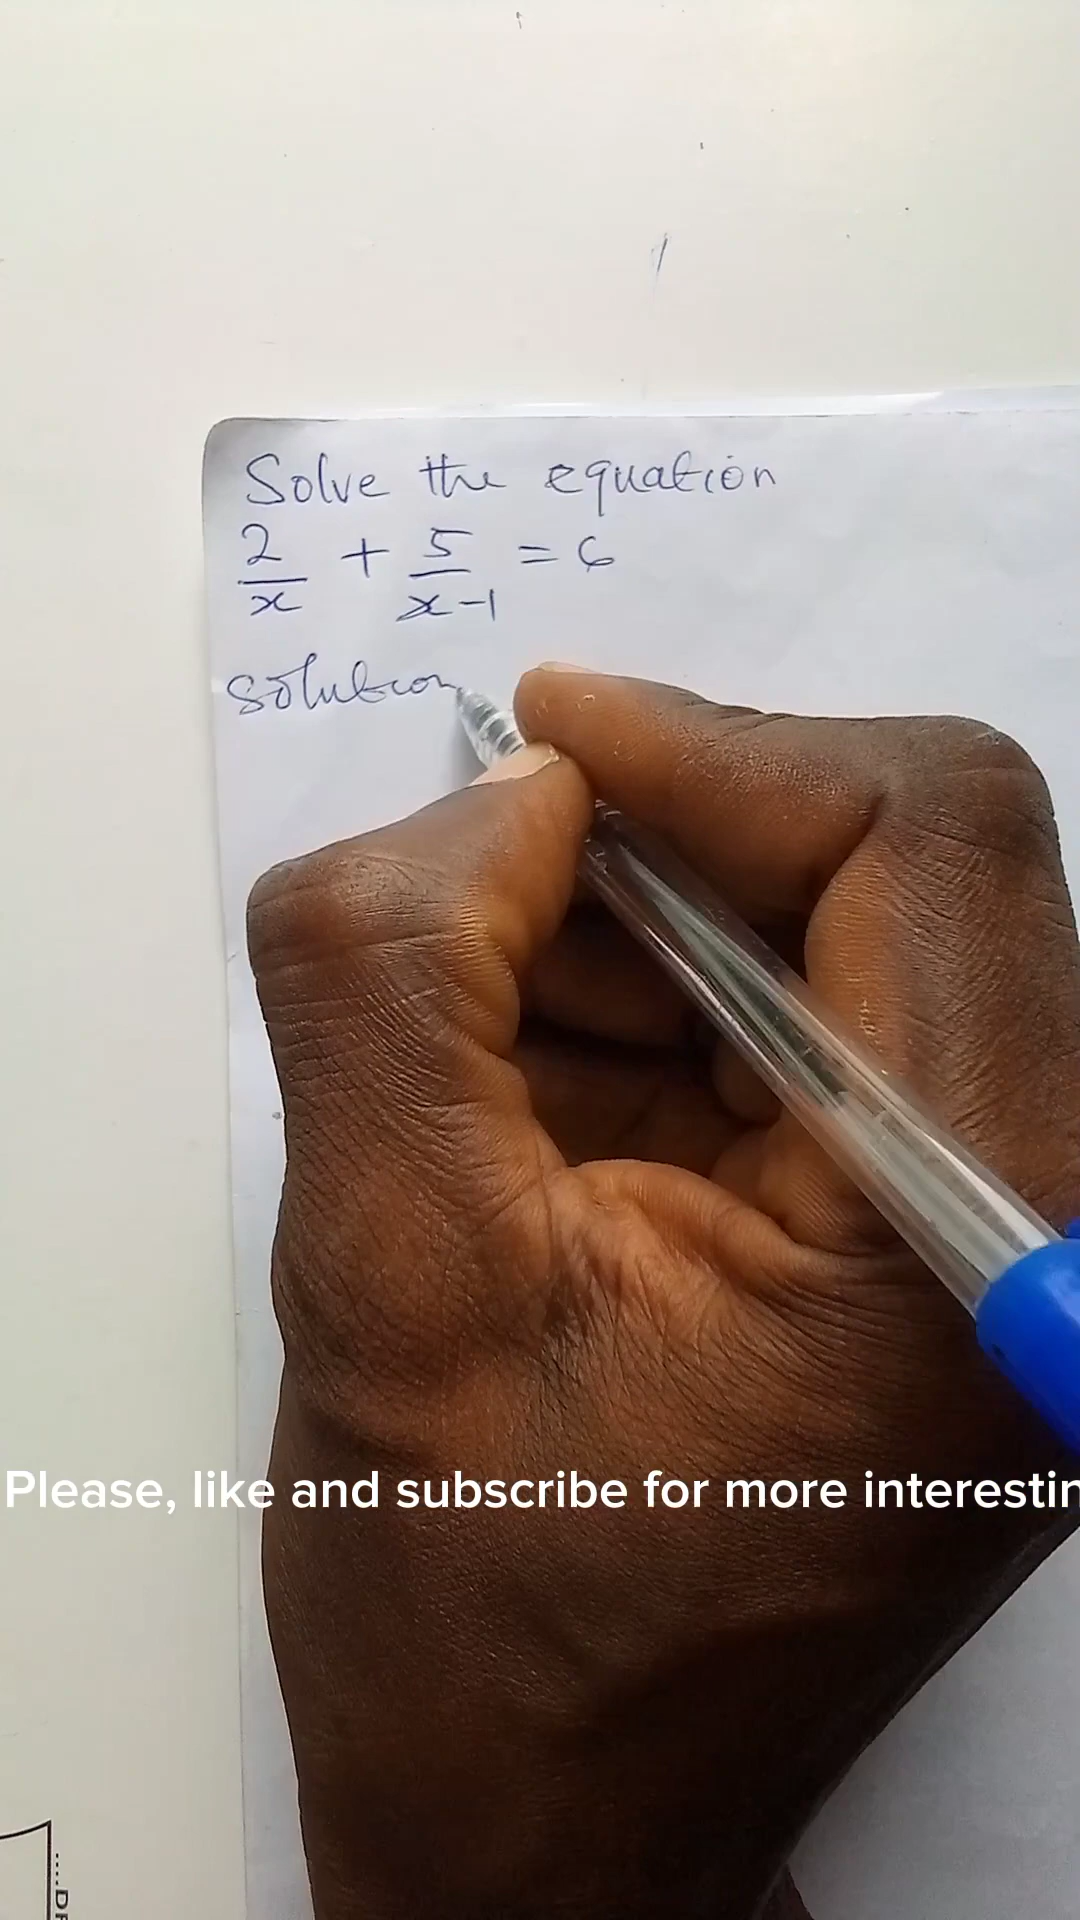 Solve the equation
2/x + 5/x-1 = 6
solution
Please, like and subscribe for more interestin